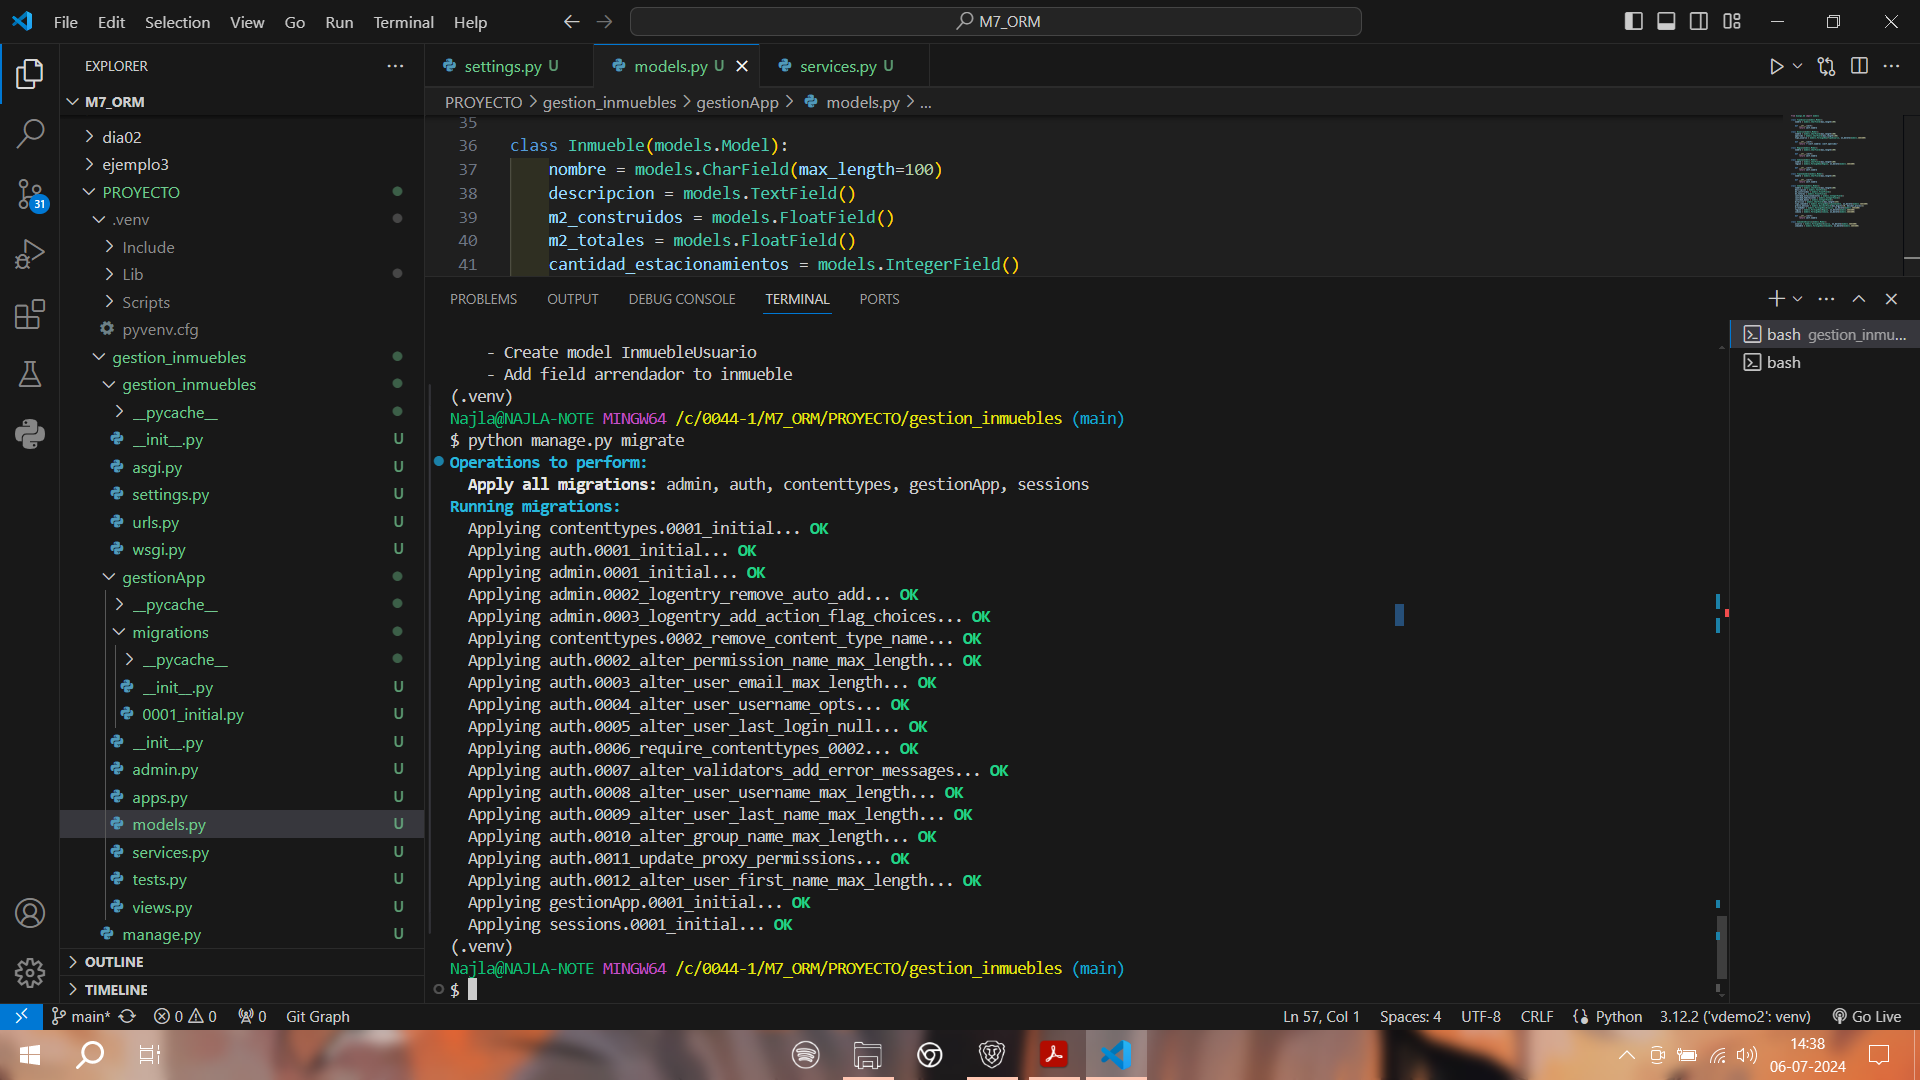 File Edit Selection View Go Run Terminal Help
M7_ORM
EXPLORER
M7_ORM
dia02
ejemplo3
PROYECTO
.venv
Include
Lib
Scripts
pyvenv.cfg
gestion_inmuebles
gestion_inmuebles
__pycache__
__init__.py U
asgi.py U
settings.py U
urls.py U
wsgi.py U
gestionApp
__pycache__
migrations
__pycache__
__init__.py U
0001_initial.py U
__init__.py U
admin.py U
apps.py U
models.py U
services.py U
tests.py U
views.py U
manage.py U
OUTLINE
TIMELINE
31
settings.py U
models.py U
services.py U
PROYECTO > gestion_inmuebles > gestionApp > models.py > ...
35
36 class Inmueble(models.Model):
37 nombre = models.CharField(max_length=100)
38 descripcion = models.TextField()
39 m2_construidos = models.FloatField()
40 m2_totales = models.FloatField()
41 cantidad_estacionamientos = models.IntegerField()
PROBLEMS OUTPUT DEBUG CONSOLE TERMINAL PORTS
bash gestion_inmu...
bash
- Create model InmuebleUsuario
- Add field arrendador to inmueble
(.venv)
Najla@NAJLA-NOTE MINGW64 /c/0044-1/M7_ORM/PROYECTO/gestion_inmuebles (main)
$ python manage.py migrate
Operations to perform:
Apply all migrations: admin, auth, contenttypes, gestionApp, sessions
Running migrations:
Applying contenttypes.0001_initial... OK
Applying auth.0001_initial... OK
Applying admin.0001_initial... OK
Applying admin.0002_logentry_remove_auto_add... OK
Applying admin.0003_logentry_add_action_flag_choices... OK
Applying contenttypes.0002_remove_content_type_name... OK
Applying auth.0002_alter_permission_name_max_length... OK
Applying auth.0003_alter_user_email_max_length... OK
Applying auth.0004_alter_user_username_opts... OK
Applying auth.0005_alter_user_last_login_null... OK
Applying auth.0006_require_contenttypes_0002... OK
Applying auth.0007_alter_validators_add_error_messages... OK
Applying auth.0008_alter_user_username_max_length... OK
Applying auth.0009_alter_user_last_name_max_length... OK
Applying auth.0010_alter_group_name_max_length... OK
Applying auth.0011_update_proxy_permissions... OK
Applying auth.0012_alter_user_first_name_max_length... OK
Applying gestionApp.0001_initial... OK
Applying sessions.0001_initial... OK
(.venv)
Najla@NAJLA-NOTE MINGW64 /c/0044-1/M7_ORM/PROYECTO/gestion_inmuebles (main)
$
main* 0 0 0 Git Graph Ln 57, Col 1 Spaces: 4 UTF-8 CRLF Python 3.12.2 ('vdemo2': venv) Go Live
14:38
06-07-2024